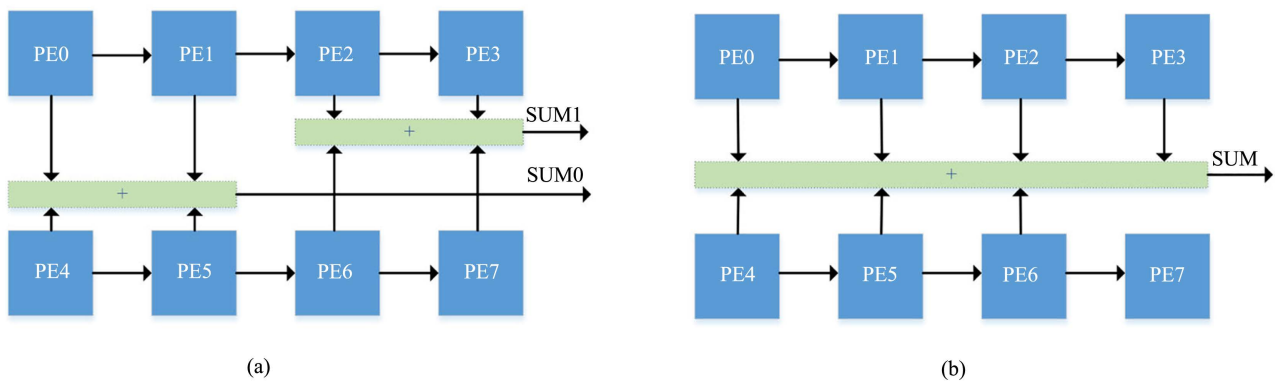 PE0 PE1 PE2 PE3
+ SUM1
+ SUM0
PE4 PE5 PE6 PE7
(a)
PE0 PE1 PE2 PE3
+ SUM
PE4 PE5 PE6 PE7
(b)